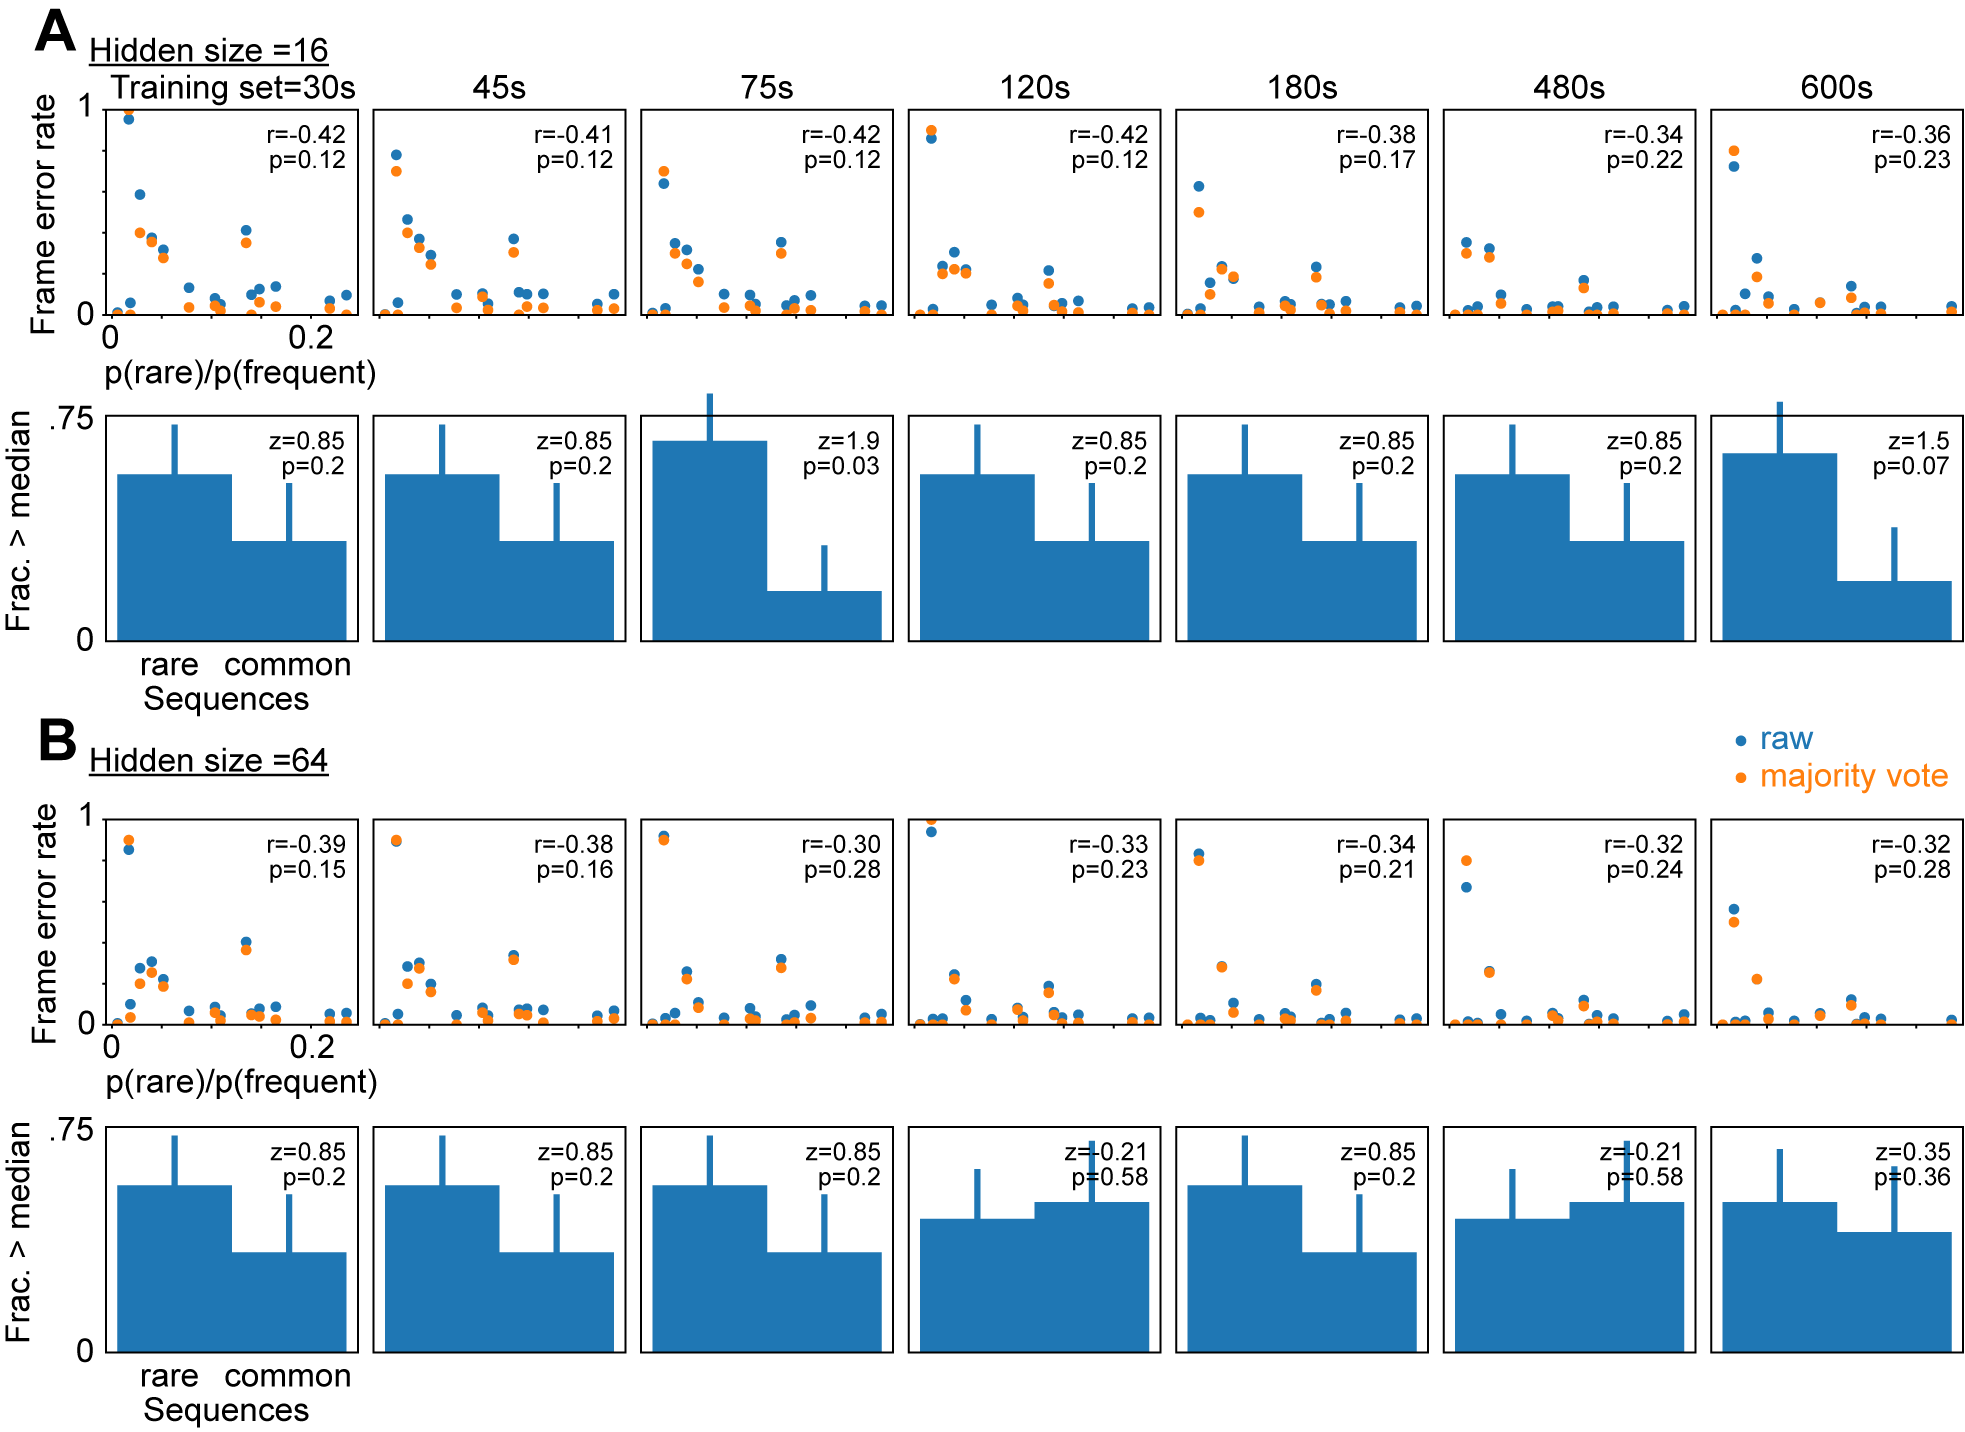 A
Hidden size =16
Training set=30s 45s 75s 120s 180s 480s 600s
Frame error rate
1
0
r=-0.42
p=0.12
r=-0.41
p=0.12
r=-0.42
p=0.12
r=-0.42
p=0.12
r=-0.38
p=0.17
r=-0.34
p=0.22
r=-0.36
p=0.23
0 0.2
p(rare)/p(frequent)
Frac. > median
.75
0
z=0.85
p=0.2
z=0.85
p=0.2
z=1.9
p=0.03
z=0.85
p=0.2
z=0.85
p=0.2
z=0.85
p=0.2
z=1.5
p=0.07
rare common
Sequences
B
Hidden size =64
raw
majority vote
Frame error rate
1
0
r=-0.39
p=0.15
r=-0.38
p=0.16
r=-0.30
p=0.28
r=-0.33
p=0.23
r=-0.34
p=0.21
r=-0.32
p=0.24
r=-0.32
p=0.28
0 0.2
p(rare)/p(frequent)
Frac. > median
.75
0
z=0.85
p=0.2
z=0.85
p=0.2
z=0.85
p=0.2
z=-0.21
p=0.58
z=0.85
p=0.2
z=-0.21
p=0.58
z=0.35
p=0.36
rare common
Sequences